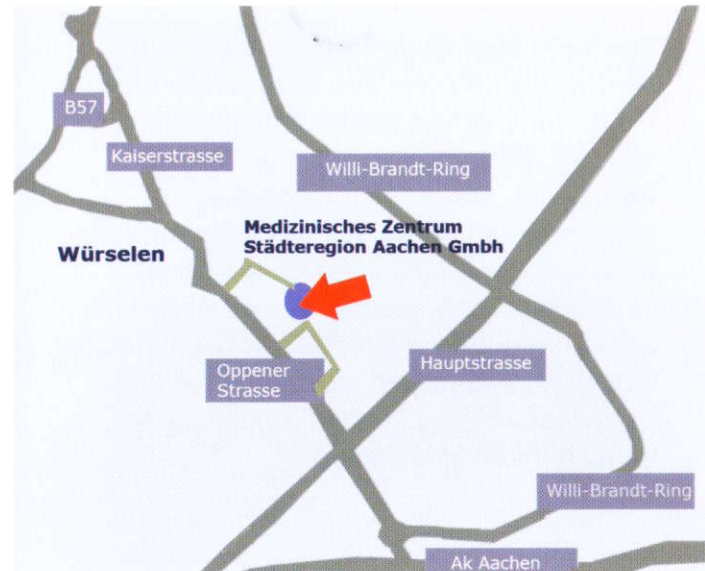 B57
Kaiserstrasse
Willi-Brandt-Ring
Medizinisches Zentrum
Städteregion Aachen Gmbh
Würselen
Oppener
Strasse
Hauptstrasse
Willi-Brandt-Ring
Ak Aachen